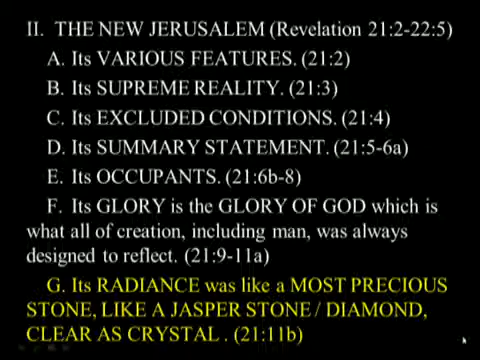 II.  THE NEW JERUSALEM (Revelation 21:2-22:5)
A. Its VARIOUS FEATURES. (21:2)
B. Its SUPREME REALITY. (21:3)
C. Its EXCLUDED CONDITIONS. (21:4)
D. Its SUMMARY STATEMENT. (21:5-6a)
E. Its OCCUPANTS. (21:6b-8)
F. Its GLORY is the GLORY OF GOD which is
what all of creation, including man, was always
designed to reflect. (21:9-11a)
G. Its RADIANCE was like a MOST PRECIOUS
STONE, LIKE A JASPER STONE / DIAMOND,
CLEAR AS CRYSTAL . (21:11b)